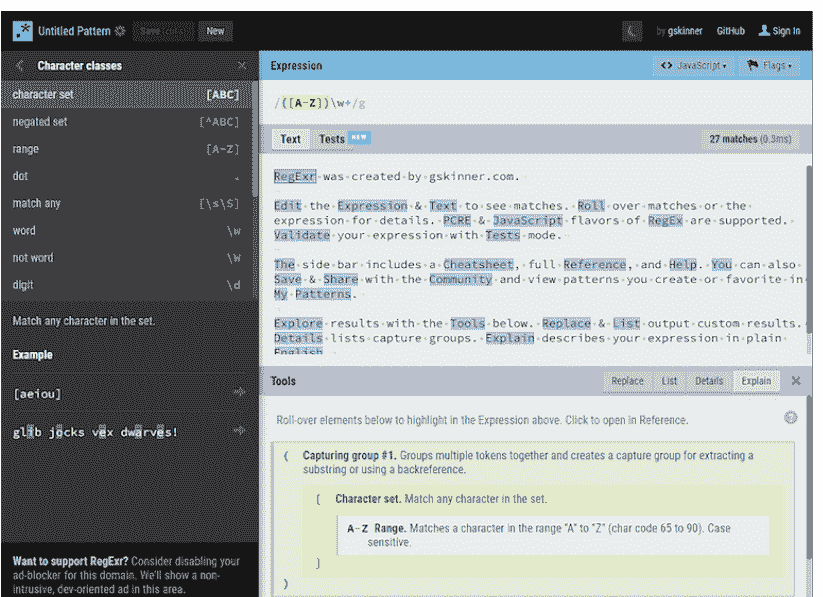 Untitled Pattern
New
by gskinner GitHub Sign In
Character classes
character set [ABC]
negated set [^ABC]
range [A-Z]
dot .
match any [\s\S]
word \w
not word \W
digit \d
Match any character in the set.
Example
[aeiou]
glib jocks vex dwarves!
Want to support RegExr? Consider disabling your
ad-blocker for this domain. We'll show a non-
intrusive, dev-oriented ad in this area.
Expression
<> JavaScript Flags
/([A-Z])\w+/g
Text Tests NEW 27 matches (0.3ms)
RegExr was created by gskinner.com.
Edit the Expression & Text to see matches. Roll over matches or the
expression for details. PCRE & JavaScript flavors of RegEx are supported.
Validate your expression with Tests mode.
The side bar includes a Cheatsheet, full Reference, and Help. You can also
Save & Share with the Community and view patterns you create or favorite in
My Patterns.
Explore results with the Tools below. Replace & List output custom results.
Details lists capture groups. Explain describes your expression in plain
English
Tools Replace List Details Explain
Roll-over elements below to highlight in the Expression above. Click to open in Reference.
( Capturing group #1. Groups multiple tokens together and creates a capture group for extracting a
substring or using a backreference.
[ Character set. Match any character in the set.
A-Z Range. Matches a character in the range "A" to "Z" (char code 65 to 90). Case
sensitive.
]
)